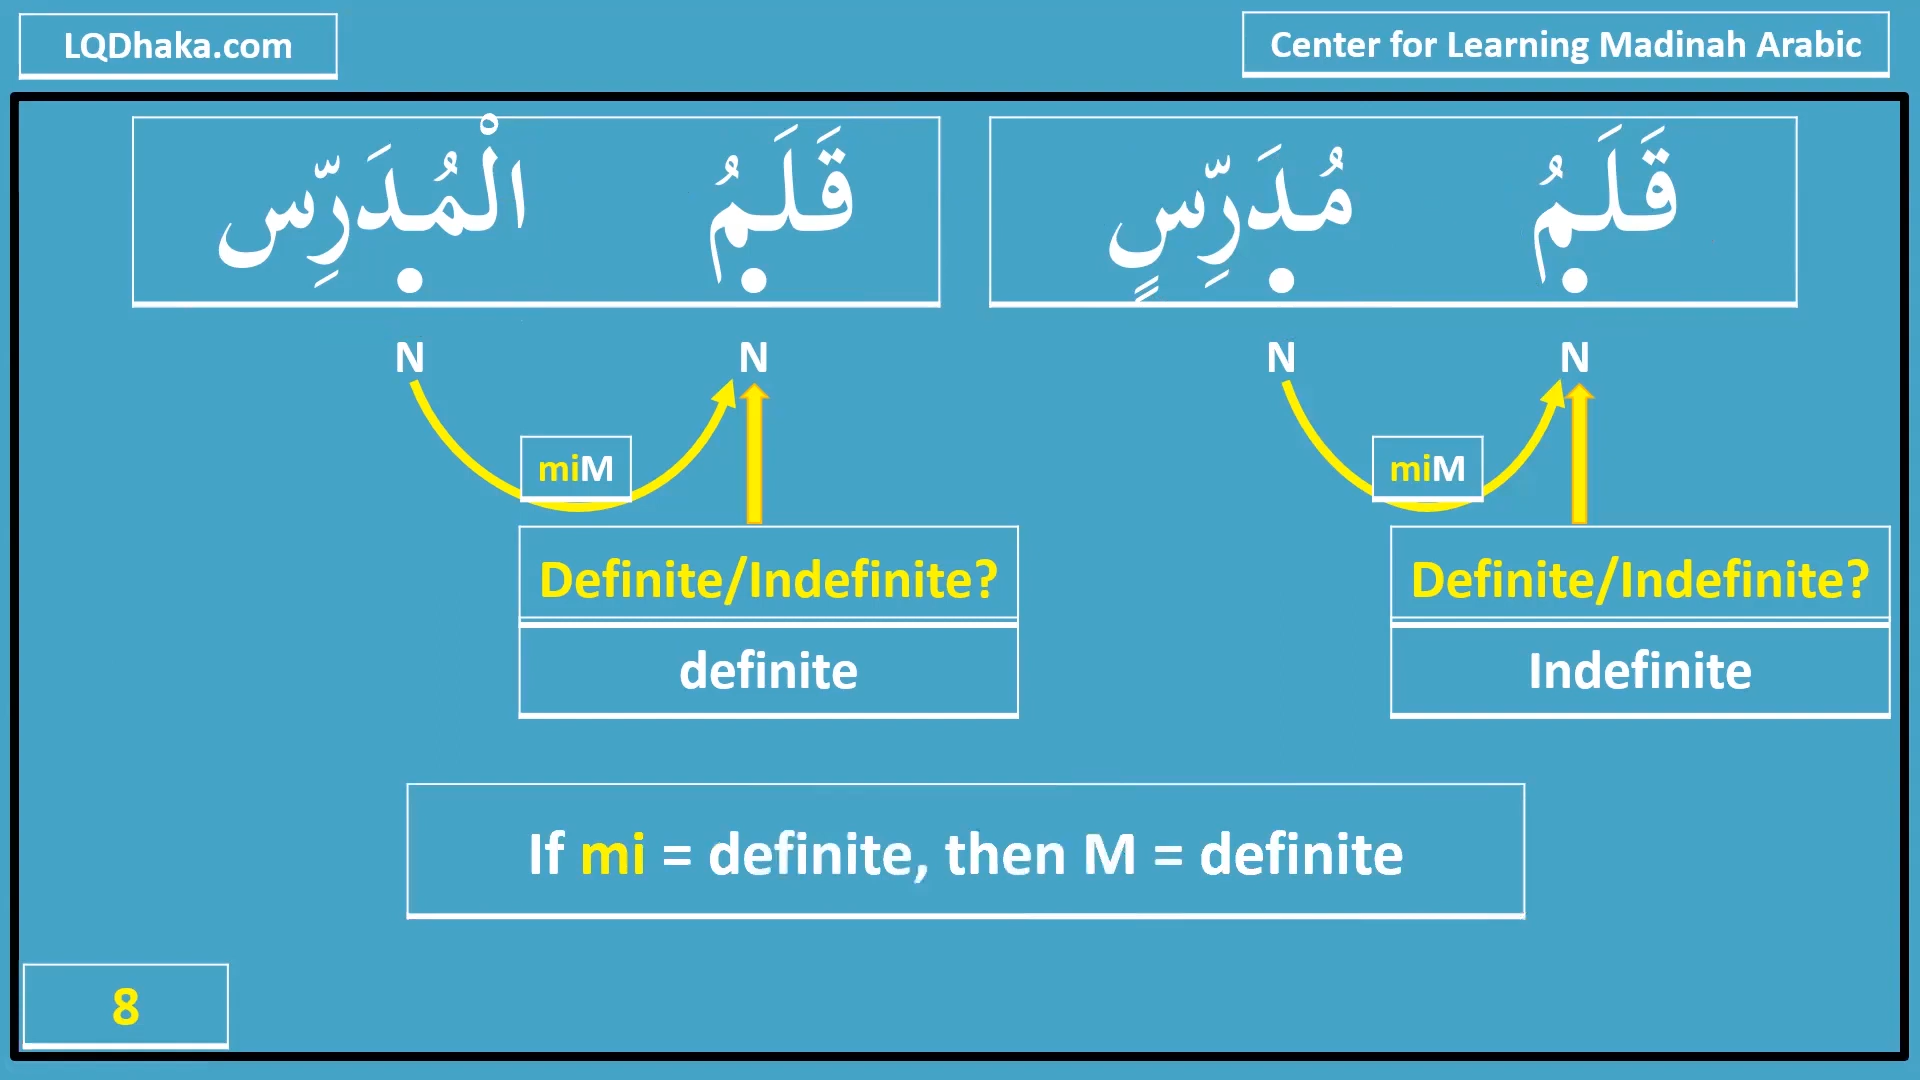 LQDhaka.com
Center for Learning Madinah Arabic
قَلَمُ مُدَرِّسٍ
قَلَمُ الْمُدَرِّس
N N N N
miM miM
Definite/Indefinite? Definite/Indefinite?
definite Indefinite
If mi = definite, then M = definite
8